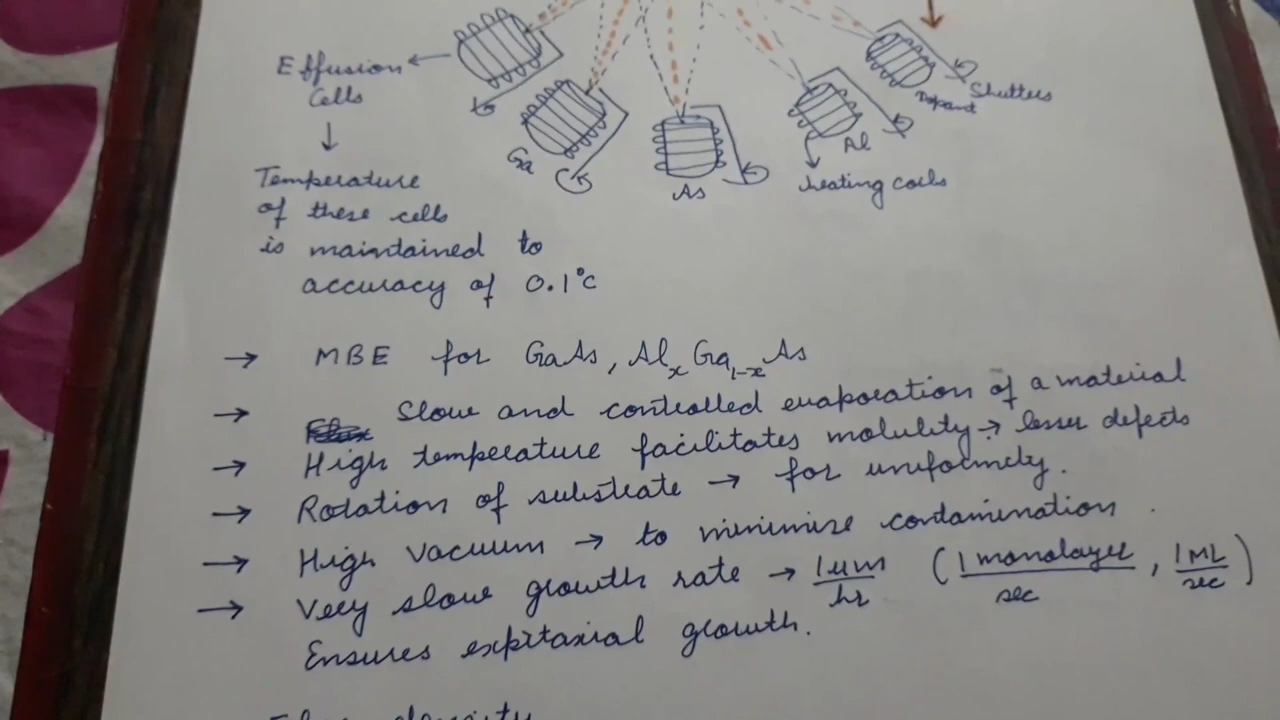 Effusion
Cells
Temperature
of these cells
is maintained to
accuracy of 0.1°c
Ga
As
Al
heating coils
Dopant
Shutters
→ MBE for GaAs, AlxGa1-xAs
→ Slow and controlled evaporation of a material
→ High temperature facilitates mobility → lesser defects
→ Rotation of substrate → for uniformity.
→ High vacuum → to minimize contamination.
→ Very slow growth rate → 1um/hr (1 monolayer/sec, 1ML/sec)
Ensures expitaxial growth.
density